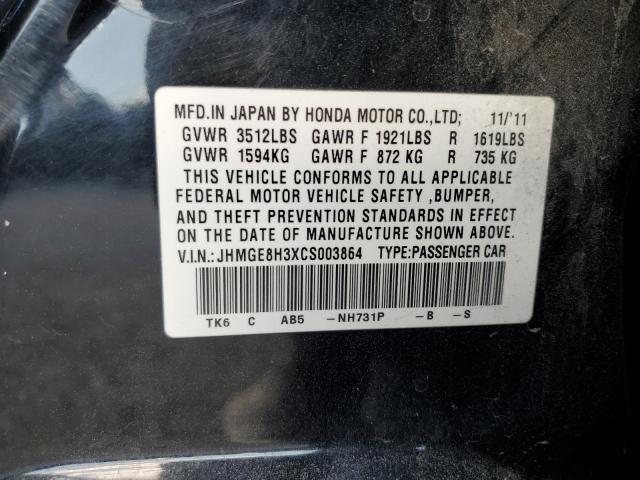 MFD.IN JAPAN BY HONDA MOTOR CO.,LTD; 11/'11
GVWR 3512LBS GAWR F 1921LBS R 1619LBS
GVWR 1594KG GAWR F 872 KG R 735 KG
THIS VEHICLE CONFORMS TO ALL APPLICABLE
FEDERAL MOTOR VEHICLE SAFETY ,BUMPER,
AND THEFT PREVENTION STANDARDS IN EFFECT
ON THE DATE OF MANUFACTURE SHOWN ABOVE.
V.I.N.: JHMGE8H3XCS003864 TYPE:PASSENGER CAR
TK6 C AB5 -NH731P -B -S